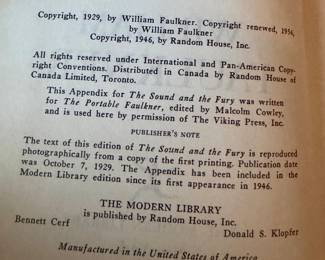 Copyright, 1929, by William Faulkner. Copyright renewed, 1956,
by William Faulkner
Copyright, 1946, by Random House, Inc.
All rights reserved under International and Pan-American Copy-
right Conventions. Distributed in Canada by Random House of
Canada Limited, Toronto.
This Appendix for The Sound and the Fury was written
for The Portable Faulkner, edited by Malcolm Cowley,
and is used here by permission of The Viking Press, Inc.
PUBLISHER'S NOTE
The text of this edition of The Sound and the Fury is reproduced
photographically from a copy of the first printing. Publication date
was October 7, 1929. The Appendix has been included in the
Modern Library edition since its first appearance in 1946.
THE MODERN LIBRARY
is published by Random House, Inc.
Bennett Cerf Donald S. Klopfer
Manufactured in the United States of America